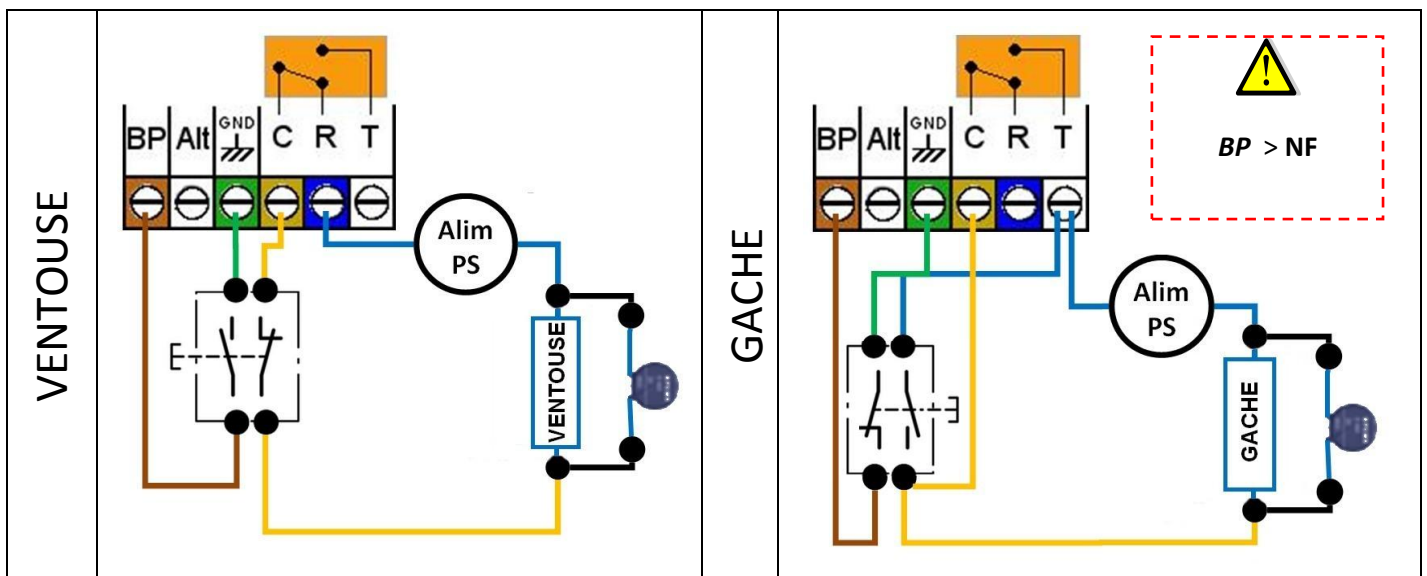 VENTOUSE
BP Alt GND C R T
Alim
PS
VENTOUSE
GACHE
BP Alt GND C R T
Alim
PS
GACHE
!
BP > NF